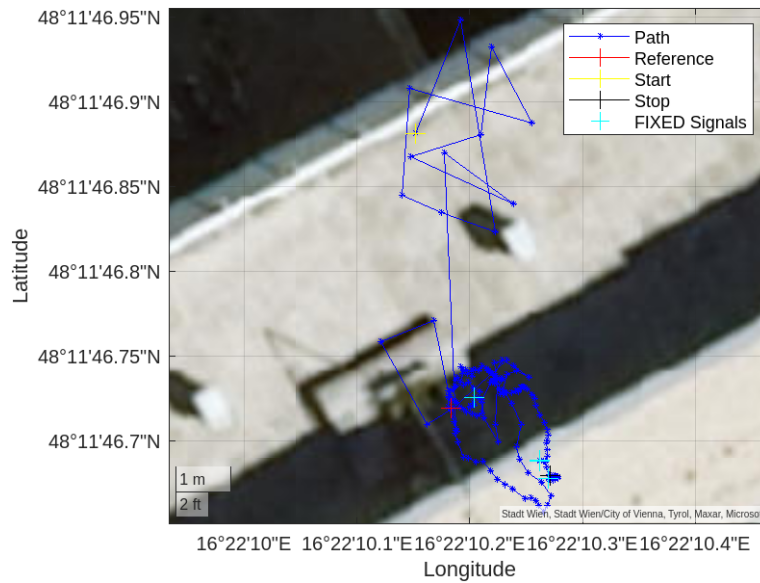 48°11'46.95"N
48°11'46.9"N
48°11'46.85"N
48°11'46.8"N
48°11'46.75"N
48°11'46.7"N
Latitude
Path
Reference
Start
Stop
FIXED Signals
1 m
2 ft
Stadt Wien, Stadt Wien/City of Vienna, Tyrol, Maxar, Microsof
16°22'10"E
16°22'10.1"E
16°22'10.2"E
16°22'10.3"E
16°22'10.4"E
Longitude